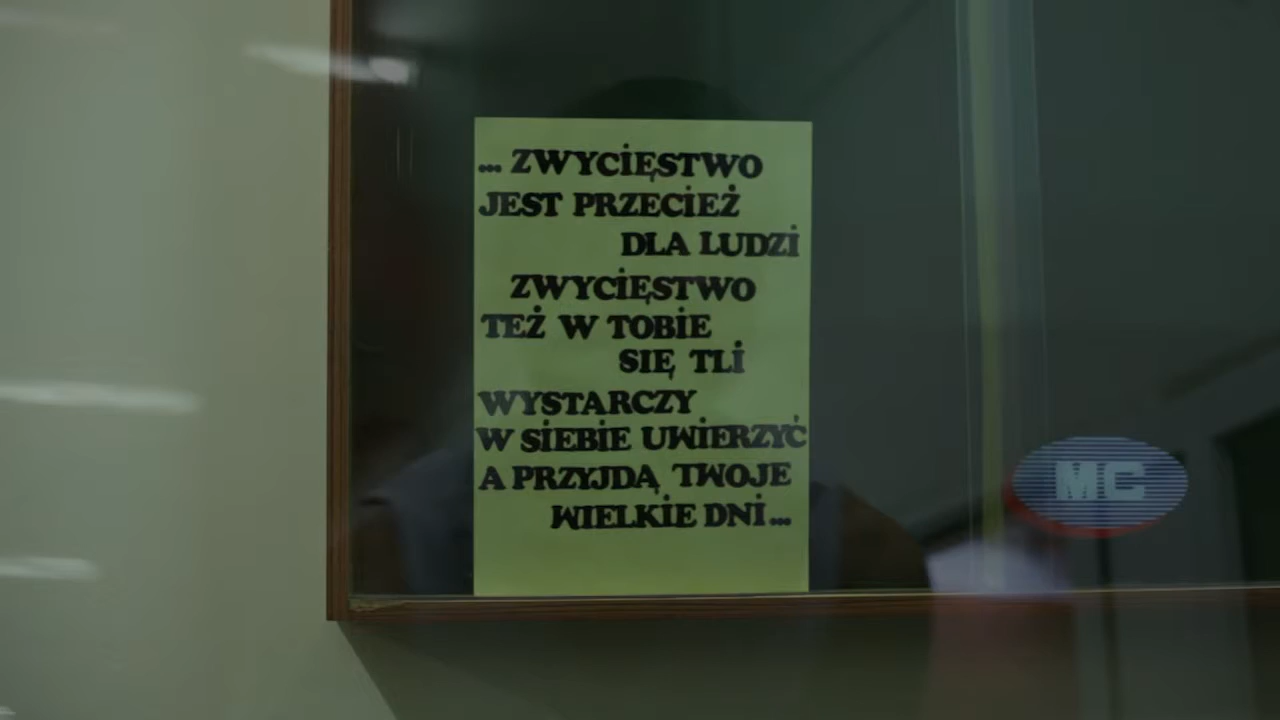 ... ZWYCIĘSTWO
JEST PRZECIEŻ
DLA LUDZI
ZWYCIĘSTWO
TEŻ W TOBIE
SIĘ TLI
WYSTARCZY
W SIEBIE UWIERZYĆ
A PRZYJDĄ TWOJE
WIELKIE DNI...
MC